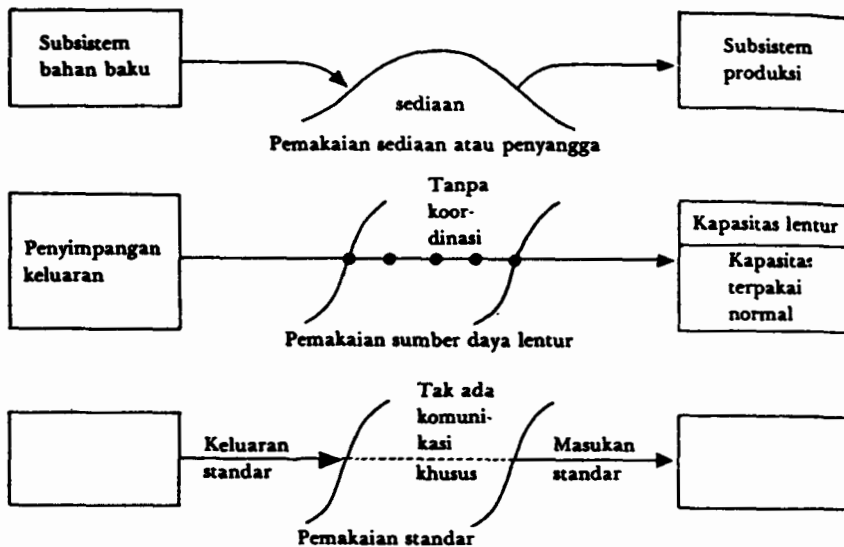 Subsistem
bahan baku
sediaan
Subsistem
produksi
Pemakaian sediaan atau penyangga
Penyimpangan
keluaran
Tanpa
koor-
dinasi
Kapasitas lentur
Kapasitas
terpakai
normal
Pemakaian sumber daya lentur
Keluaran
standar
Tak ada
komuni-
kasi
khusus
Masukan
standar
Pemakaian standar